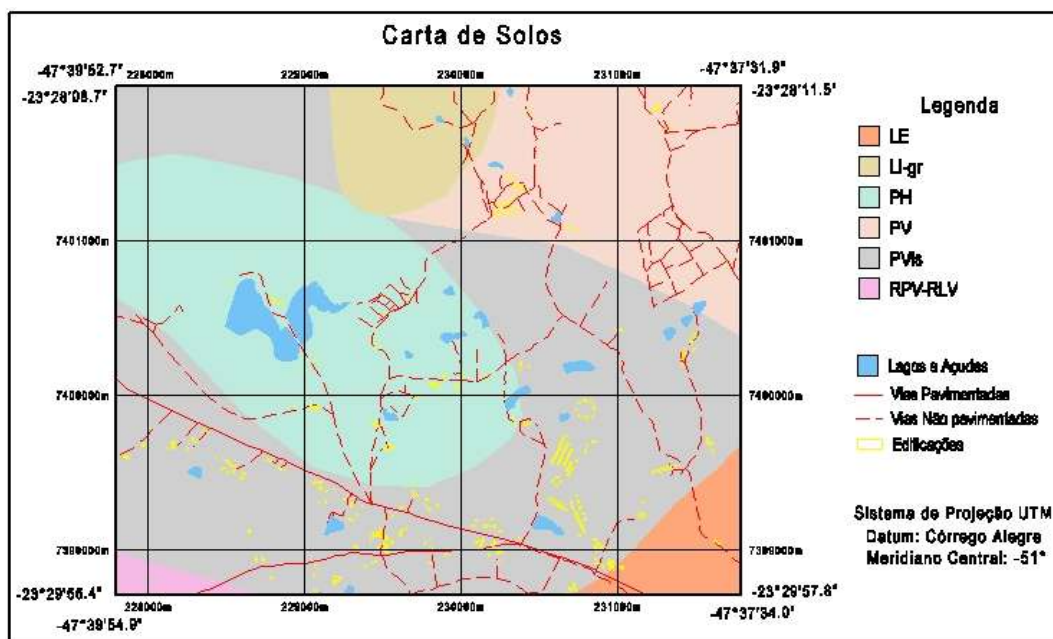 Carta de Solos
-47°39'52.7"
228000m
229000m
230000m
231000m
-47°37'31.9"
-23°28'08.7"
-23°28'11.5"
Legenda
LE
LI-gr
PH
PV
PVls
RPV-RLV
7401000m
7401000m
Lagos e Açudes
7400000m
7400000m
Vias Pavimentadas
Vias Não pavimentadas
Edificações
Sistema de Projeção UTM
Datum: Córrego Alegre
Meridiano Central: -51°
7399000m
7399000m
-23°29'55.4"
-23°29'57.8"
228000m
229000m
230000m
231000m
-47°39'54.9"
-47°37'34.0"